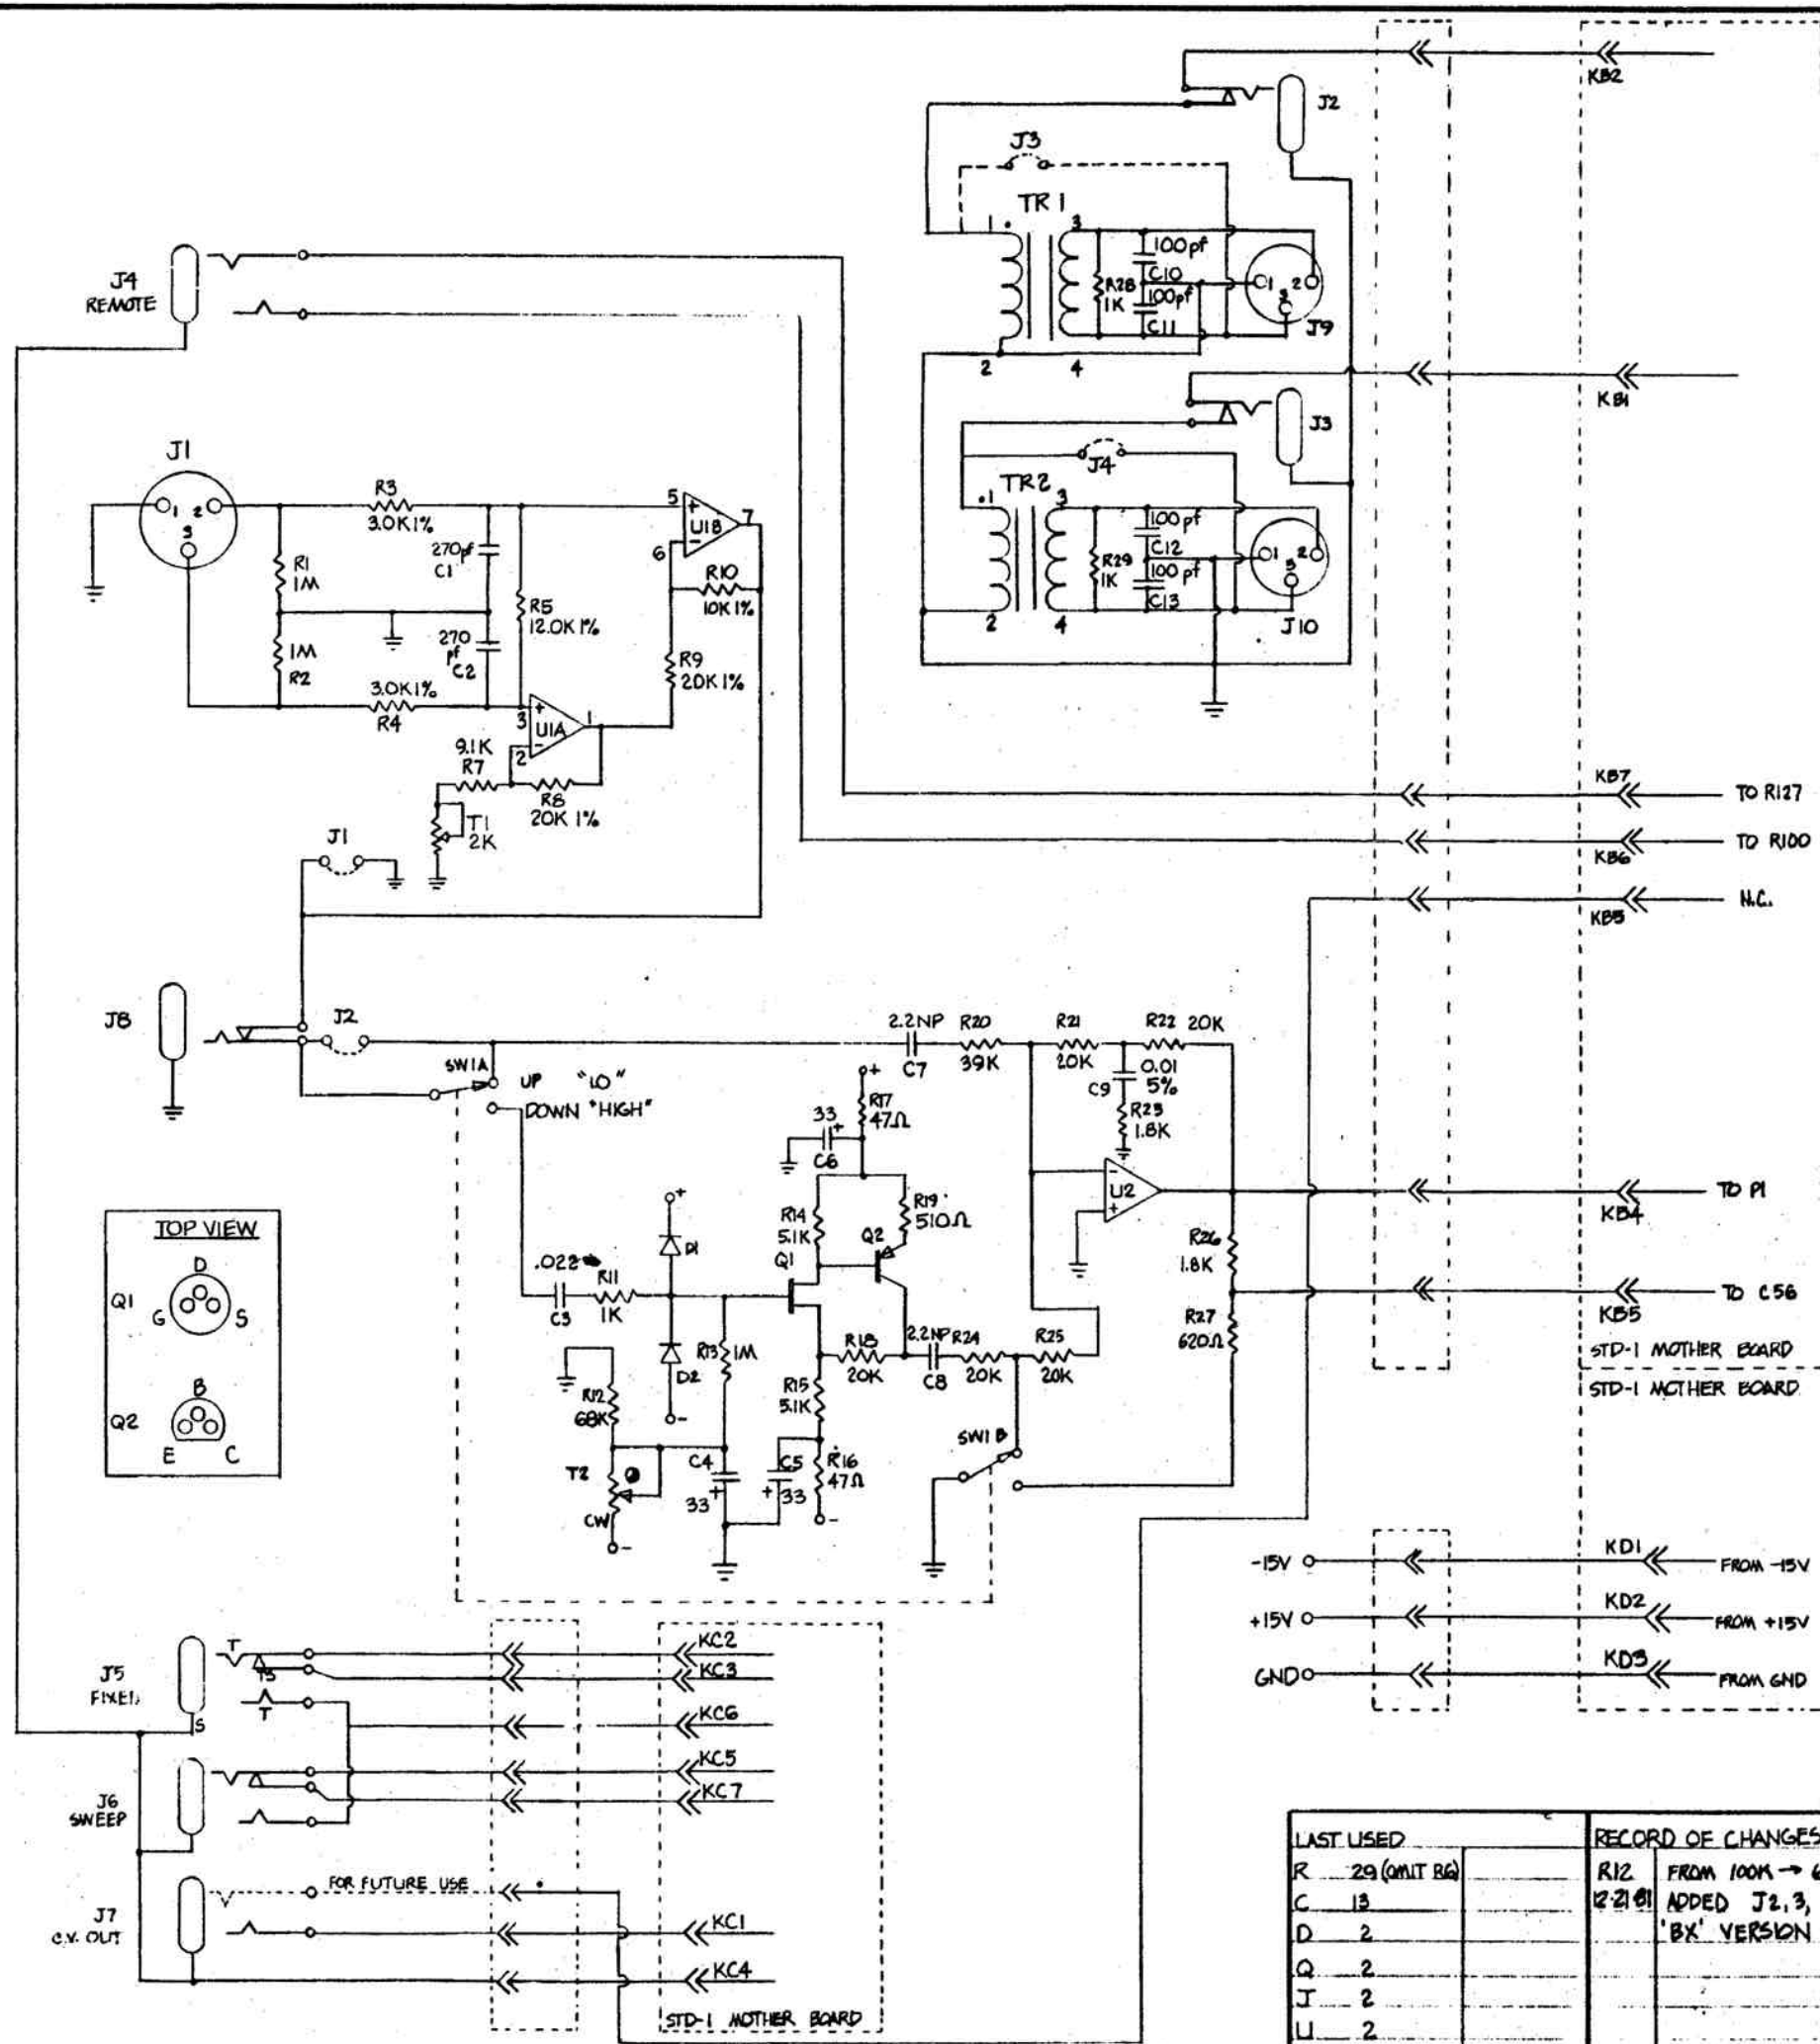 KB2
J2
J3
TR1
1
3
100pf
C10
R28
1K
100pf
C11
1 2
3
J9
2
4
J4
REMOTE
KB1
J3
J4
TR2
1
3
100pf
C12
R29
1K
100pf
C13
1 2
3
J10
2
4
J1
1 2
3
R3
3.0K1%
R1
1M
270pf
C1
R5
12.0K1%
5
+
U1B
7
6
-
R10
10K1%
1M
R2
270
pf
C2
3.0K1%
R4
R9
20K1%
3
+
U1A
1
2
-
9.1K
R7
R8
20K1%
T1
2K
J1
KB7
TO R127
KB6
TO R100
KB5
N.C.
J8
J2
SW1A
UP "LO"
DOWN "HIGH"
2.2NP
C7
R20
39K
R21
20K
R22 20K
C9
0.01
5%
R23
1.8K
+
R17
47Ω
33
+
C6
-
U2
+
KB4
TO P1
R14
5.1K
R19
510Ω
Q1
Q2
R26
1.8K
KB5
TO C56
R27
620Ω
STD-1 MOTHER BOARD
STD-1 MOTHER BOARD
TOP VIEW
Q1
D
G S
Q2
B
E C
.022
C3
R11
1K
+
D1
D2
-
R13
1M
R12
68K
T2
CW
-
C4
33
+
C5
+
33
R15
5.1K
R16
47Ω
-
R18
20K
2.2NP
C8
R24
20K
R25
20K
SW1B
-15V
KD1
FROM -15V
+15V
KD2
FROM +15V
GND
KD3
FROM GND
J5
FIXED
T
TS
T
S
KC2
KC3
KC6
J6
SWEEP
KC5
KC7
J7
C.V. OUT
FOR FUTURE USE
KC1
KC4
STD-1 MOTHER BOARD
LAST USED
R 29 (OMIT R6)
C 13
D 2
Q 2
J 2
U 2
RECORD OF CHANGES
R12 FROM 100K → 6
12-21-81 ADDED J2,3,
'BX' VERSION